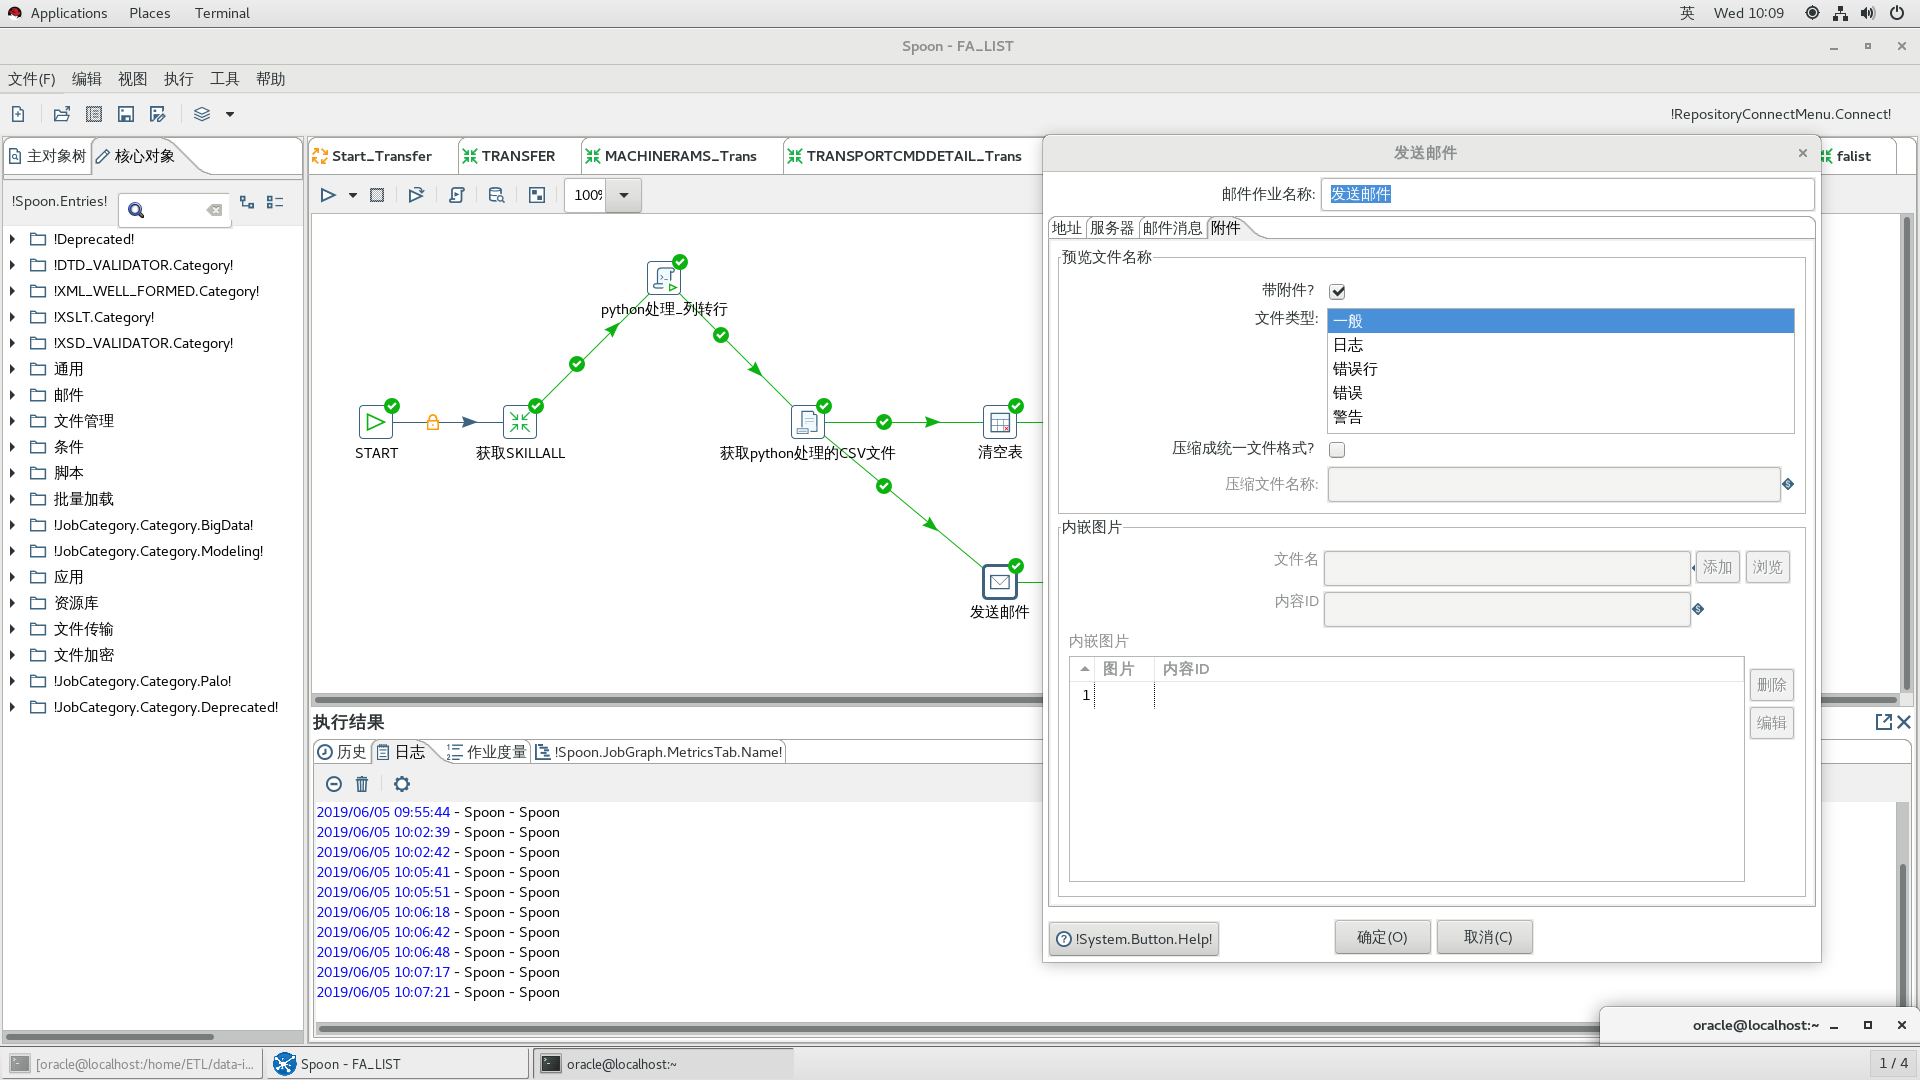 Applications Places Terminal 英 Wed 10:09
Spoon - FA_LIST
文件(F) 编辑 视图 执行 工具 帮助
!RepositoryConnectMenu.Connect!
主对象树 核心对象
!Spoon.Entries!
!Deprecated!
!DTD_VALIDATOR.Category!
!XML_WELL_FORMED.Category!
!XSLT.Category!
!XSD_VALIDATOR.Category!
通用
邮件
文件管理
条件
脚本
批量加载
!JobCategory.Category.BigData!
!JobCategory.Category.Modeling!
应用
资源库
文件传输
文件加密
!JobCategory.Category.Palo!
!JobCategory.Category.Deprecated!
Start_Transfer TRANSFER MACHINERAMS_Trans TRANSPORTCMDDETAIL_Trans falist
100%
python处理_列转行
START
获取SKILLALL
获取python处理的CSV文件
清空表
发送邮件
执行结果
历史 日志 作业度量 !Spoon.JobGraph.MetricsTab.Name!
2019/06/05 09:55:44 - Spoon - Spoon
2019/06/05 10:02:39 - Spoon - Spoon
2019/06/05 10:02:42 - Spoon - Spoon
2019/06/05 10:05:41 - Spoon - Spoon
2019/06/05 10:05:51 - Spoon - Spoon
2019/06/05 10:06:18 - Spoon - Spoon
2019/06/05 10:06:42 - Spoon - Spoon
2019/06/05 10:06:48 - Spoon - Spoon
2019/06/05 10:07:17 - Spoon - Spoon
2019/06/05 10:07:21 - Spoon - Spoon
发送邮件
邮件作业名称: 发送邮件
地址 服务器 邮件消息 附件
预览文件名称
带附件?
文件类型: 一般
日志
错误行
错误
警告
压缩成统一文件格式?
压缩文件名称:
内嵌图片
文件名 添加 浏览
内容ID
内嵌图片
图片 内容ID
1
删除
编辑
!System.Button.Help! 确定(O) 取消(C)
oracle@localhost:~
[oracle@localhost:/home/ETL/data-i... Spoon - FA_LIST oracle@localhost:~ 1 / 4